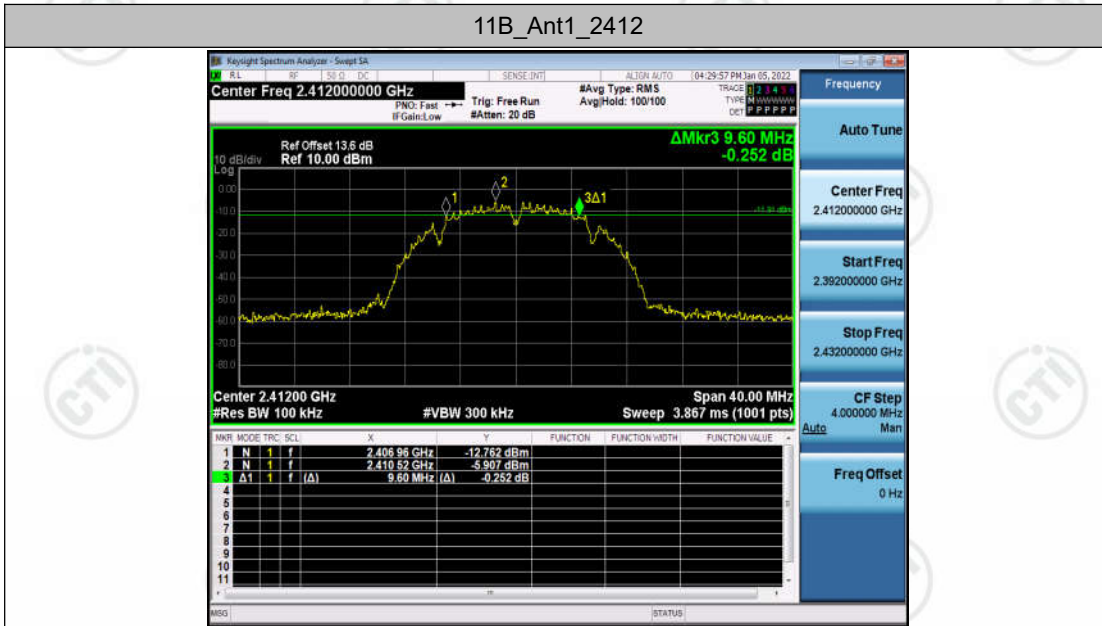 11B_Ant1_2412
Keysight Spectrum Analyzer - Swept SA
RL RF 50 Ω DC SENSE:INT ALIGN AUTO 04:29:57 PM Jan 05, 2022
Center Freq 2.412000000 GHz #Avg Type: RMS TRACE 1 2 3 4 5 6
PNO: Fast Trig: Free Run Avg|Hold: 100/100 TYPE M WWWWW
IFGain:Low #Atten: 20 dB DET P P P P P P
Frequency
Auto Tune
Center Freq
2.412000000 GHz
Start Freq
2.392000000 GHz
Stop Freq
2.432000000 GHz
CF Step
4.000000 MHz
Auto Man
Freq Offset
0 Hz
ΔMkr3 9.60 MHz
-0.252 dB
Ref Offset 13.6 dB
10 dB/div Ref 10.00 dBm
Log
0.00
-10.0
-20.0
-30.0
-40.0
-50.0
-60.0
-70.0
-80.0
1
2
3Δ1
Center 2.41200 GHz Span 40.00 MHz
#Res BW 100 kHz #VBW 300 kHz Sweep 3.867 ms (1001 pts)
MKR MODE TRC SCL X Y FUNCTION FUNCTION WIDTH FUNCTION VALUE
1 N 1 f 2.406 96 GHz -12.762 dBm
2 N 1 f 2.410 52 GHz -5.907 dBm
3 Δ1 1 f (Δ) 9.60 MHz (Δ) -0.252 dB
4
5
6
7
8
9
10
11
MSG STATUS
CTI
CTI